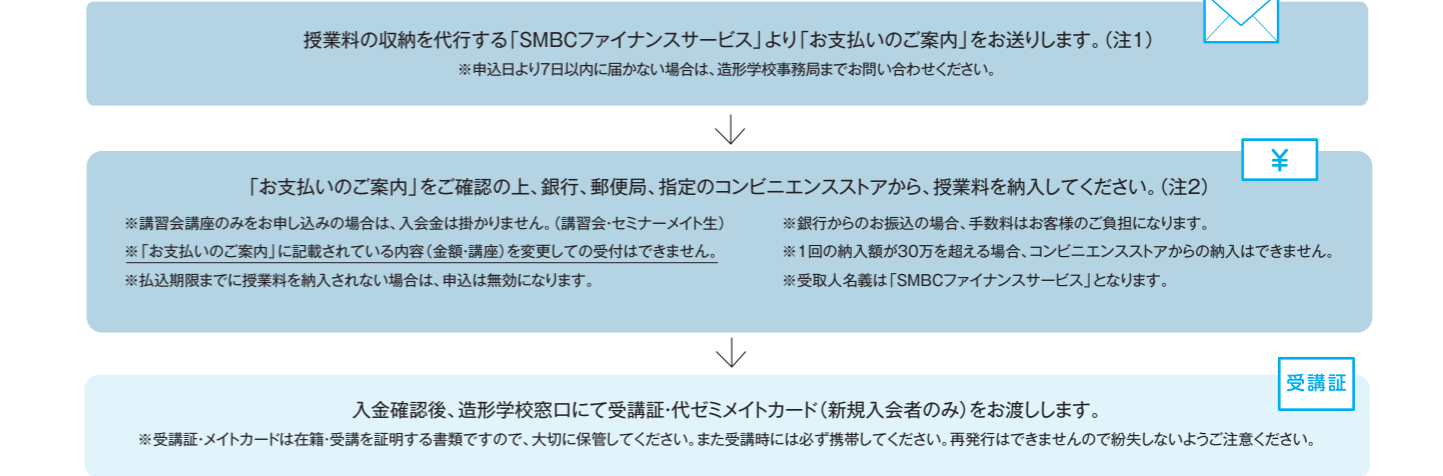 授業料の収納を代行する「SMBCファイナンスサービス」より「お支払いのご案内」をお送りします。(注1)
※申込日より7日以内に届かない場合は、造形学校事務局までお問い合わせください。
¥
「お支払いのご案内」をご確認の上、銀行、郵便局、指定のコンビニエンスストアから、授業料を納入してください。(注2)
※講習会講座のみをお申し込みの場合は、入会金は掛かりません。(講習会・セミナーメイト生)
※「お支払いのご案内」に記載されている内容(金額・講座)を変更しての受付はできません。
※払込期限までに授業料を納入されない場合は、申込は無効になります。
※銀行からのお振込の場合、手数料はお客様のご負担になります。
※1回の納入額が30万を超える場合、コンビニエンスストアからの納入はできません。
※受取人名義は「SMBCファイナンスサービス」となります。
受講証
入金確認後、造形学校窓口にて受講証・代ゼミメイトカード(新規入会者のみ)をお渡しします。
※受講証・メイトカードは在籍・受講を証明する書類ですので、大切に保管してください。また受講時には必ず携帯してください。再発行はできませんので紛失しないようご注意ください。